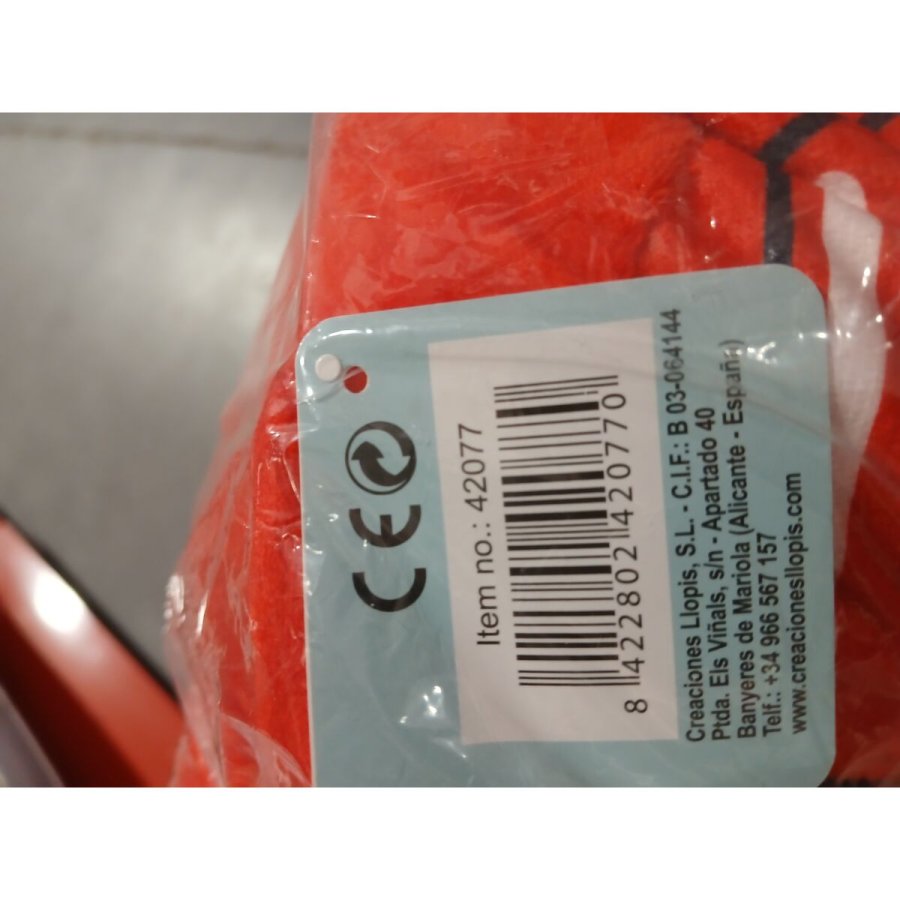 CE
Item no.: 42077
8 422802 420770
Creaciones Llopis, S.L. - C.I.F.: B 03-064144
Ptda. Els Viñals, s/n - Apartado 40
Banyeres de Mariola (Alicante - España)
Telf.: +34 966 567 157
www.creacionesllopis.com